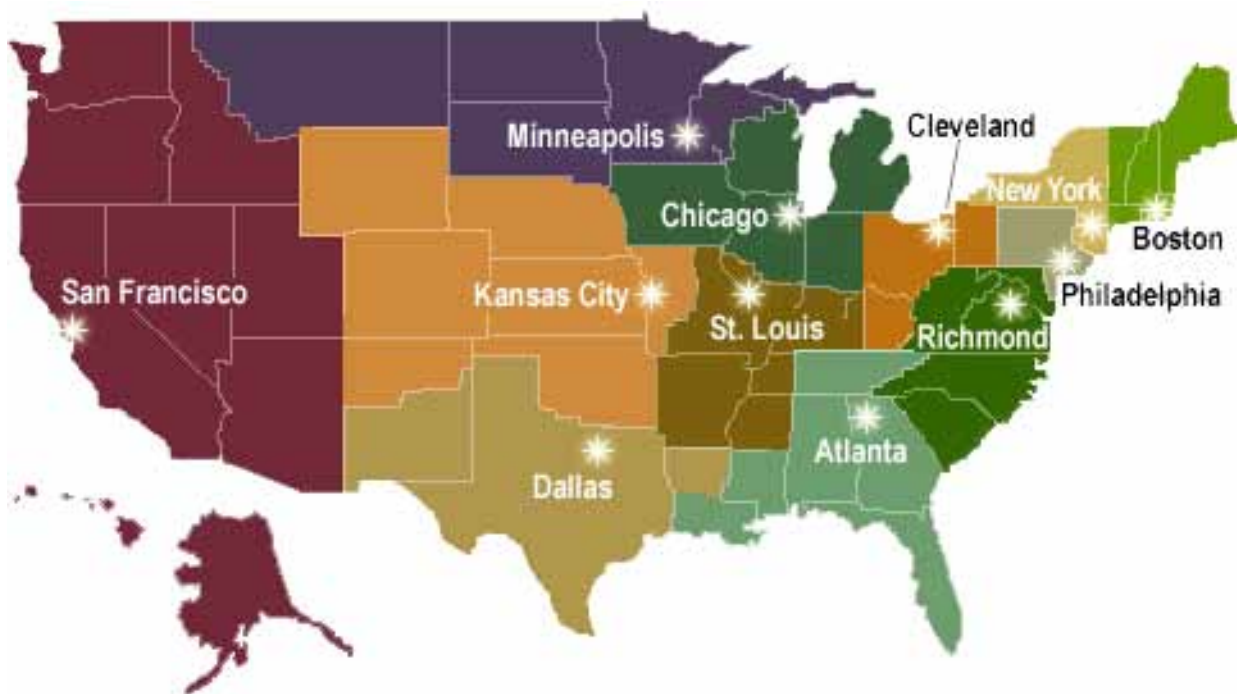 Minneapolis
Cleveland
New York
Chicago
Boston
San Francisco
Kansas City
Philadelphia
St. Louis
Richmond
Atlanta
Dallas